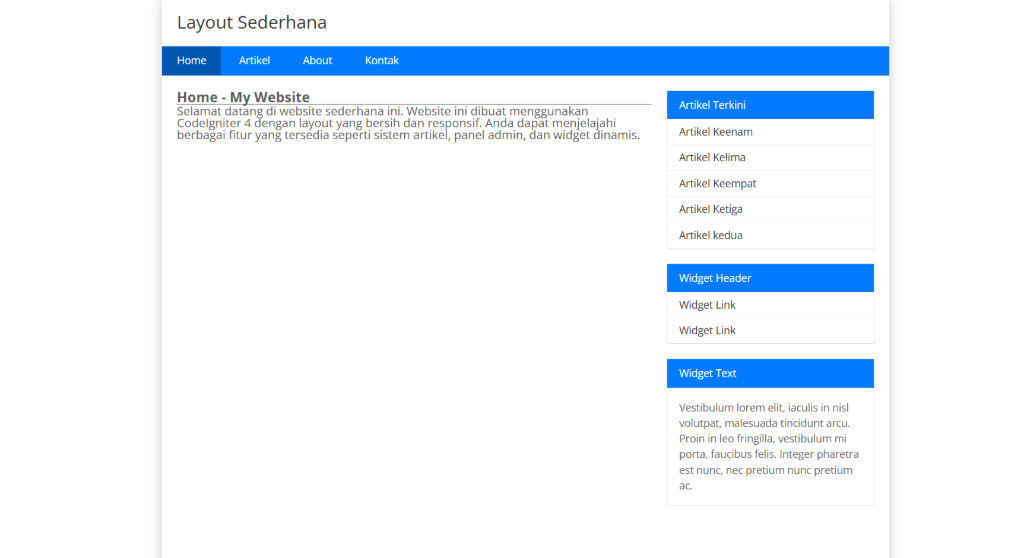 Layout Sederhana
Home Artikel About Kontak
Home - My Website
Selamat datang di website sederhana ini. Website ini dibuat menggunakan
CodeIgniter 4 dengan layout yang bersih dan responsif. Anda dapat menjelajahi
berbagai fitur yang tersedia seperti sistem artikel, panel admin, dan widget dinamis.
Artikel Terkini
Artikel Keenam
Artikel Kelima
Artikel Keempat
Artikel Ketiga
Artikel kedua
Widget Header
Widget Link
Widget Link
Widget Text
Vestibulum lorem elit, iaculis in nisl
volutpat, malesuada tincidunt arcu.
Proin in leo fringilla, vestibulum mi
porta, faucibus felis. Integer pharetra
est nunc, nec pretium nunc pretium
ac.